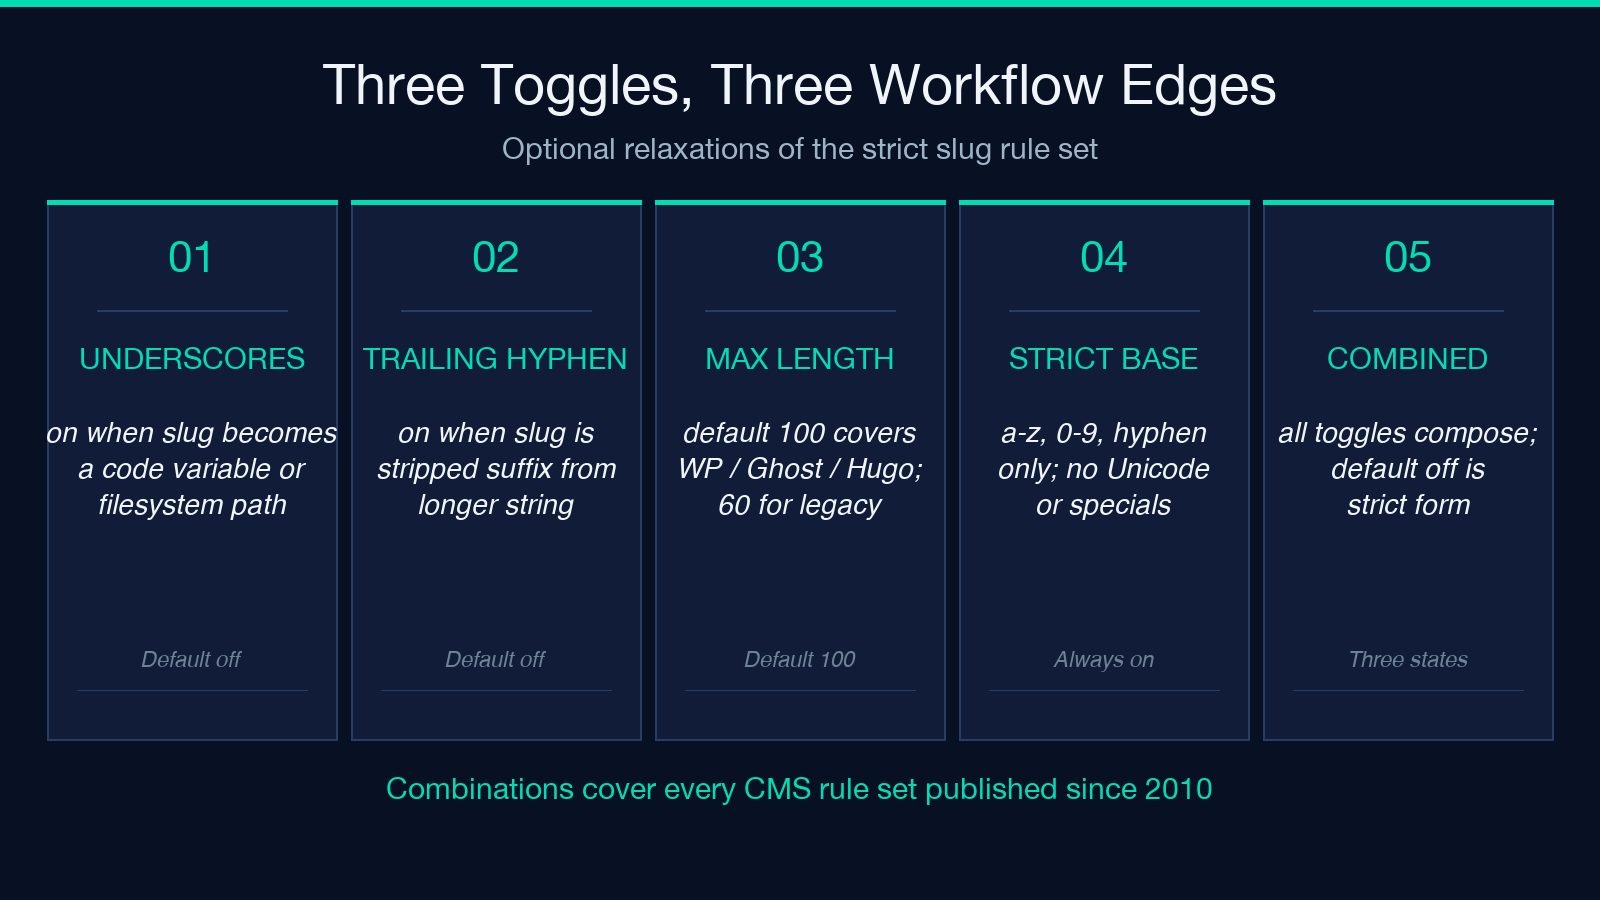 Three Toggles, Three Workflow Edges
Optional relaxations of the strict slug rule set
01
UNDERSCORES
on when slug becomes
a code variable or
filesystem path
Default off
02
TRAILING HYPHEN
on when slug is
stripped suffix from
longer string
Default off
03
MAX LENGTH
default 100 covers
WP / Ghost / Hugo;
60 for legacy
Default 100
04
STRICT BASE
a-z, 0-9, hyphen
only; no Unicode
or specials
Always on
05
COMBINED
all toggles compose;
default off is
strict form
Three states
Combinations cover every CMS rule set published since 2010